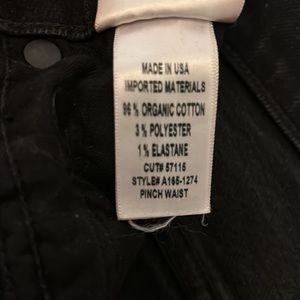 MADE IN USA
IMPORTED MATERIALS
96 % ORGANIC COTTON
3 % POLYESTER
1 % ELASTANE
CUT# 57115
STYLE# A165-1274
PINCH WAIST